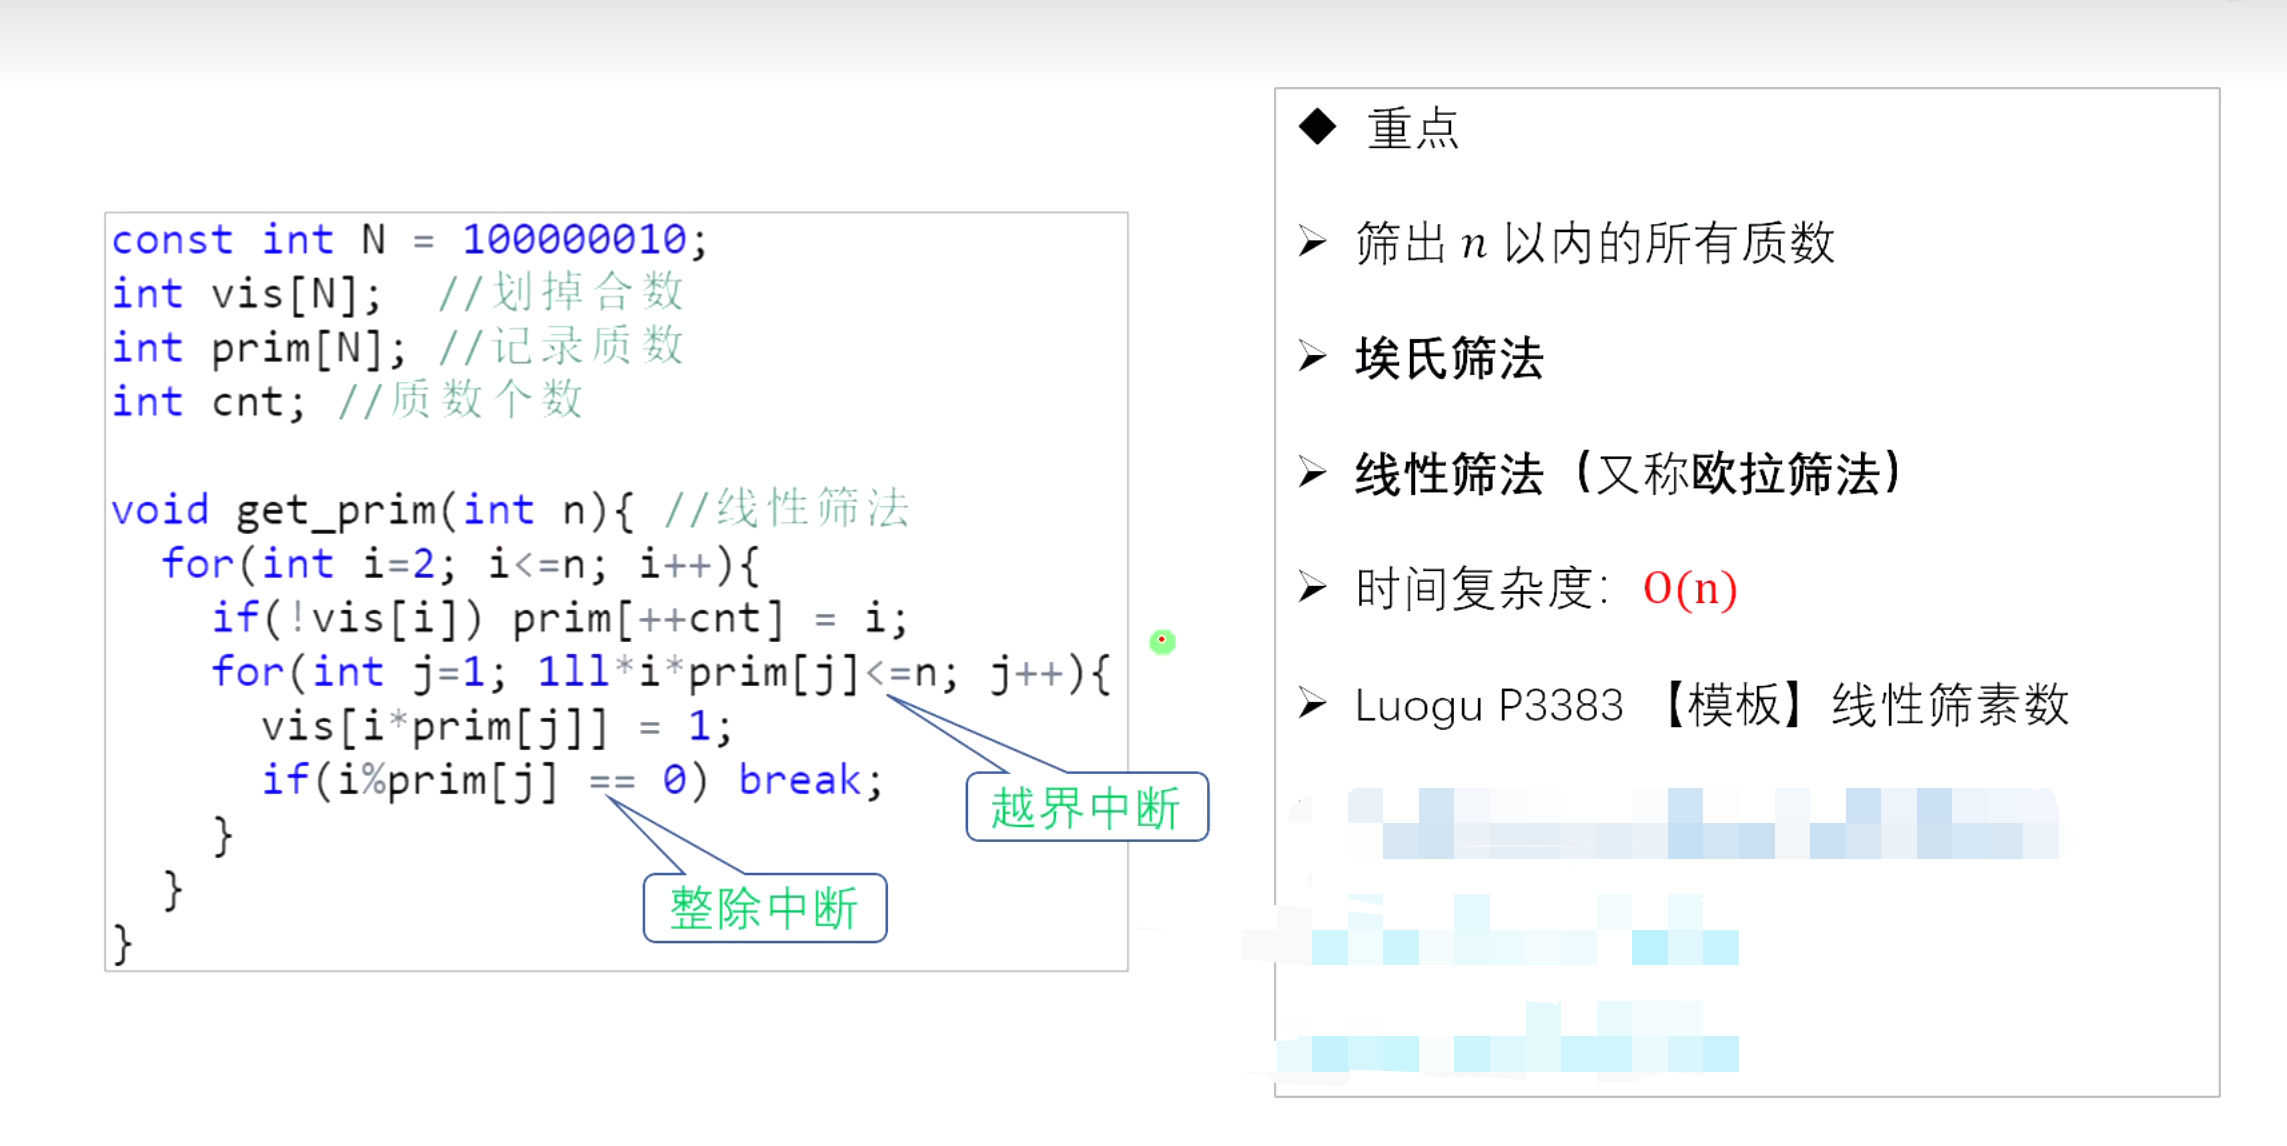 const int N = 100000010;
int vis[N];  //划掉合数
int prim[N]; //记录质数
int cnt; //质数个数
void get_prim(int n){ //线性筛法
for(int i=2; i<=n; i++){
if(!vis[i]) prim[++cnt] = i;
for(int j=1; 1ll*i*prim[j]<=n; j++){
vis[i*prim[j]] = 1;
if(i%prim[j] == 0) break;
}
}
}
越界中断
整除中断
◆ 重点
➢ 筛出 n 以内的所有质数
➢ 埃氏筛法
➢ 线性筛法（又称欧拉筛法）
➢ 时间复杂度：O(n)
➢ Luogu P3383 【模板】线性筛素数